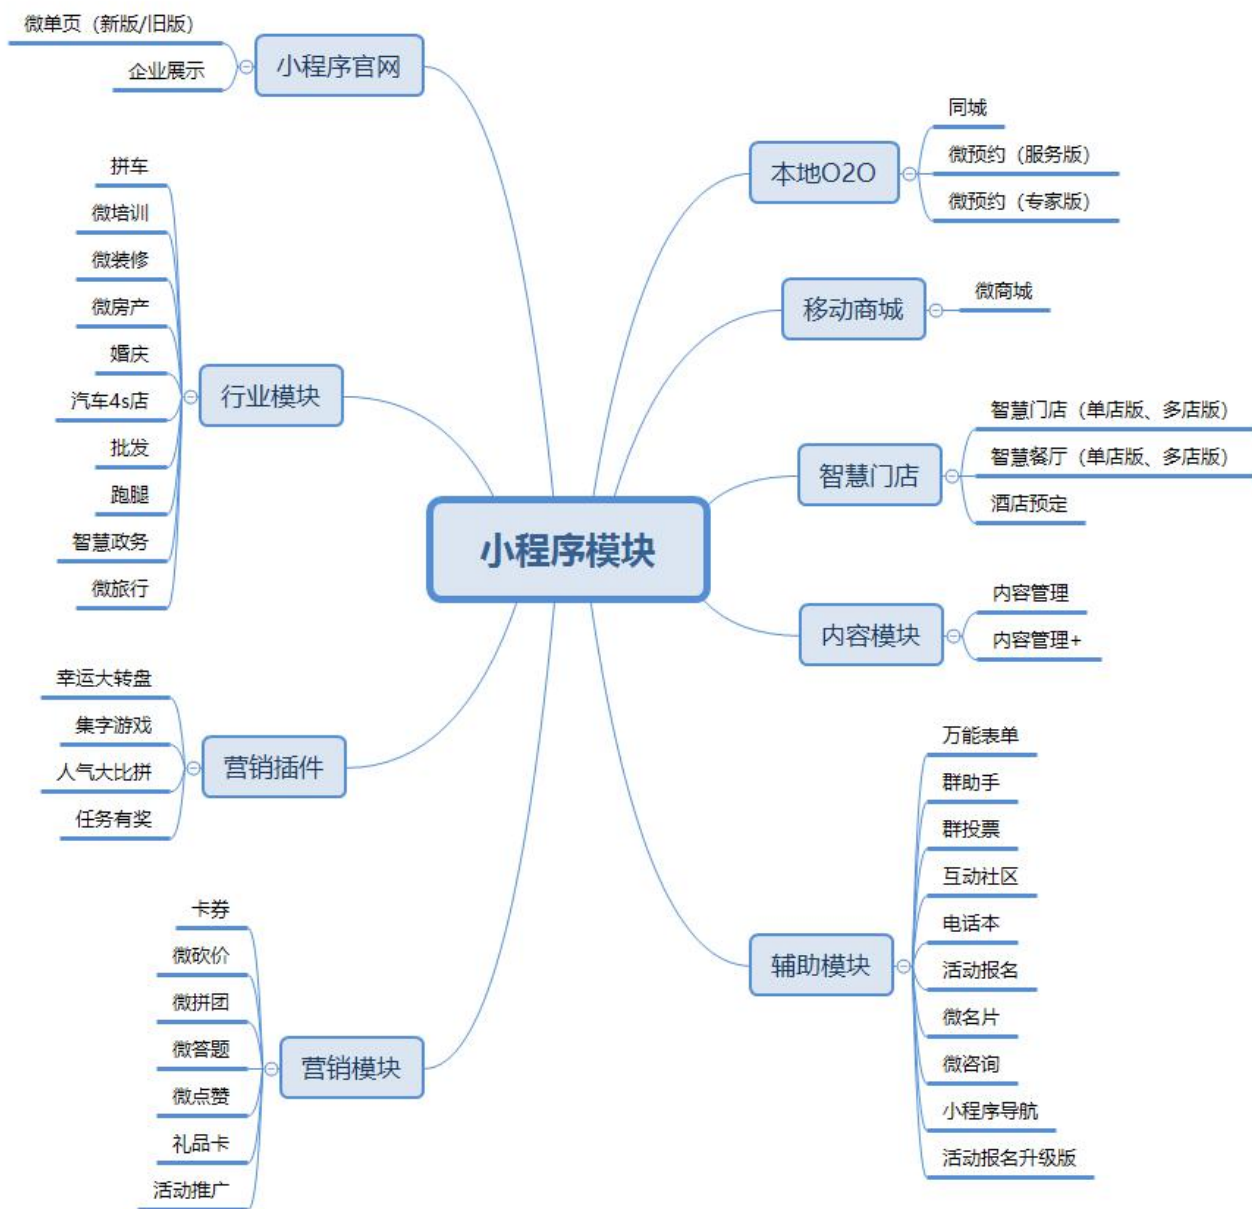 小程序模块
小程序官网
微单页（新版/旧版）
企业展示
行业模块
拼车
微培训
微装修
微房产
婚庆
汽车4s店
批发
跑腿
智慧政务
微旅行
营销插件
幸运大转盘
集字游戏
人气大比拼
任务有奖
营销模块
卡券
微砍价
微拼团
微答题
微点赞
礼品卡
活动推广
本地O2O
同城
微预约（服务版）
微预约（专家版）
移动商城
微商城
智慧门店
智慧门店（单店版、多店版）
智慧餐厅（单店版、多店版）
酒店预定
内容模块
内容管理
内容管理+
辅助模块
万能表单
群助手
群投票
互动社区
电话本
活动报名
微名片
微咨询
小程序导航
活动报名升级版